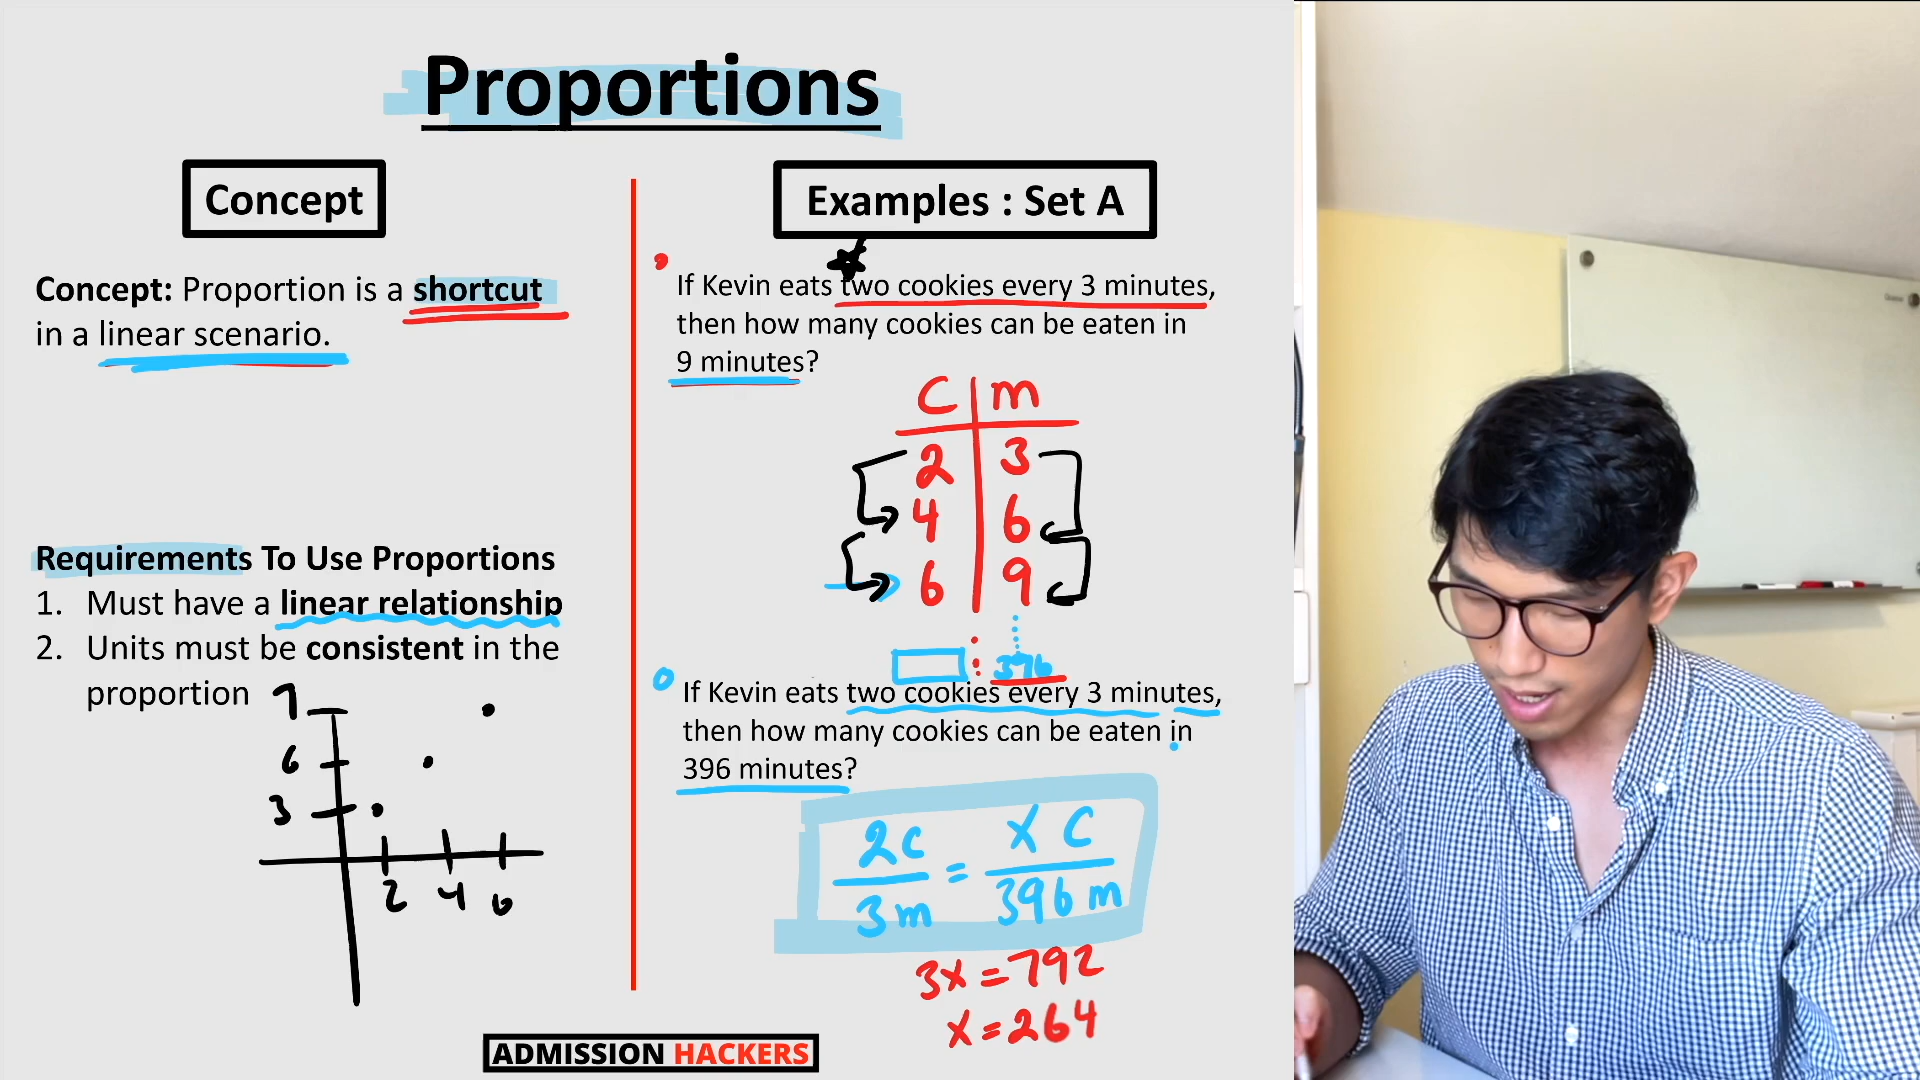 Proportions
Concept
Concept: Proportion is a shortcut
in a linear scenario.
Requirements To Use Proportions
1. Must have a linear relationship
2. Units must be consistent in the
proportion
9
6
3
2 4 6
Examples : Set A
If Kevin eats two cookies every 3 minutes,
then how many cookies can be eaten in
9 minutes?
C m
2 3
4 6
6 9
396
If Kevin eats two cookies every 3 minutes,
then how many cookies can be eaten in
396 minutes?
2c/3m = x c/396 m
3x = 792
x = 264
ADMISSION HACKERS